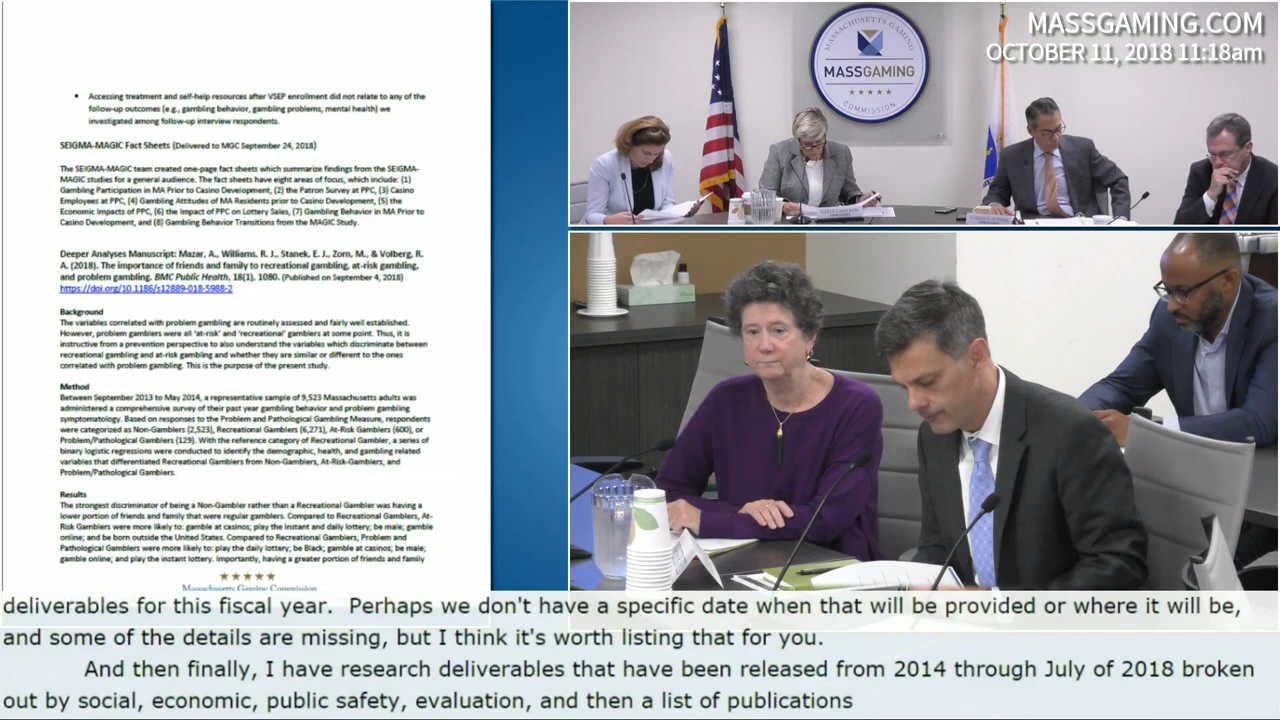 • Accessing treatment and self-help resources after VSEP enrollment did not relate to any of the
follow-up outcomes (e.g., gambling behavior, gambling problems, mental health) we
investigated among follow-up interview respondents.
SEIGMA-MAGIC Fact Sheets (Delivered to MGC September 24, 2018)
The SEIGMA-MAGIC team created one-page fact sheets which summarize findings from the SEIGMA-
MAGIC studies for a general audience. The fact sheets have eight areas of focus, which include: (1)
Gambling Participation in MA Prior to Casino Development, (2) the Patron Survey at PPC, (3) Casino
Employees at PPC, (4) Gambling Attitudes of MA Residents prior to Casino Development, (5) the
Economic Impacts of PPC, (6) the Impact of PPC on Lottery Sales, (7) Gambling Behavior in MA Prior to
Casino Development, and (8) Gambling Behavior Transitions from the MAGIC Study.
Deeper Analyses Manuscript: Mazar, A., Williams, R. J., Stanek, E. J., Zorn, M., & Volberg, R.
A. (2018). The importance of friends and family to recreational gambling, at-risk gambling,
and problem gambling. BMC Public Health, 18(1), 1080. (Published on September 4, 2018)
https://doi.org/10.1186/s12889-018-5988-2
Background
The variables correlated with problem gambling are routinely assessed and fairly well established.
However, problem gamblers were all 'at-risk' and 'recreational' gamblers at some point. Thus, it is
instructive from a prevention perspective to also understand the variables which discriminate between
recreational gambling and at-risk gambling and whether they are similar or different to the ones
correlated with problem gambling. This is the purpose of the present study.
Method
Between September 2013 to May 2014, a representative sample of 9,523 Massachusetts adults was
administered a comprehensive survey of their past year gambling behavior and problem gambling
symptomatology. Based on responses to the Problem and Pathological Gambling Measure, respondents
were categorized as Non-Gamblers (2,523), Recreational Gamblers (6,271), At-Risk Gamblers (600), or
Problem/Pathological Gamblers (129). With the reference category of Recreational Gambler, a series of
binary logistic regressions were conducted to identify the demographic, health, and gambling related
variables that differentiated Recreational Gamblers from Non-Gamblers, At-Risk-Gamblers, and
Problem/Pathological Gamblers.
Results
The strongest discriminator of being a Non-Gambler rather than a Recreational Gambler was having a
lower portion of friends and family that were regular gamblers. Compared to Recreational Gamblers, At-
Risk Gamblers were more likely to: gamble at casinos; play the instant and daily lottery; be male; gamble
online; and be born outside the United States. Compared to Recreational Gamblers, Problem and
Pathological Gamblers were more likely to: play the daily lottery; be Black; gamble at casinos; be male;
gamble online; and play the instant lottery. Importantly, having a greater portion of friends and family
Massachusetts Gaming Commission
MASSGAMING.COM
OCTOBER 11, 2018 11:18am
MASSACHUSETTS GAMING
MASSGAMING
COMMISSION
deliverables for this fiscal year. Perhaps we don't have a specific date when that will be provided or where it will be,
and some of the details are missing, but I think it's worth listing that for you.
And then finally, I have research deliverables that have been released from 2014 through July of 2018 broken
out by social, economic, public safety, evaluation, and then a list of publications